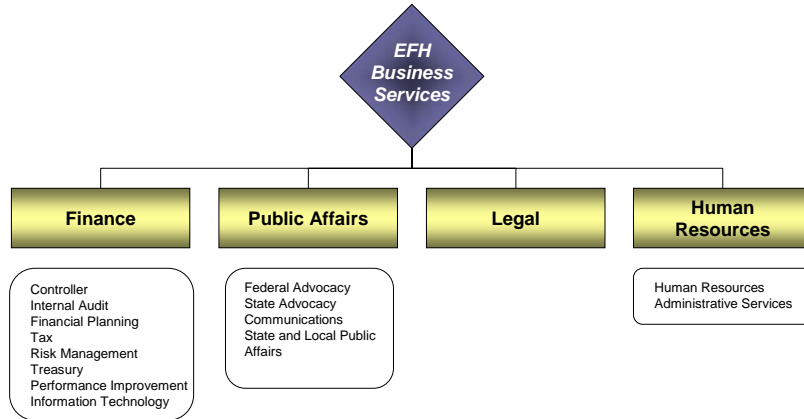 EFH
Business
Services
Finance
Public Affairs
Legal
Human
Resources
Controller
Internal Audit
Financial Planning
Tax
Risk Management
Treasury
Performance Improvement
Information Technology
Federal Advocacy
State Advocacy
Communications
State and Local Public
Affairs
Human Resources
Administrative Services